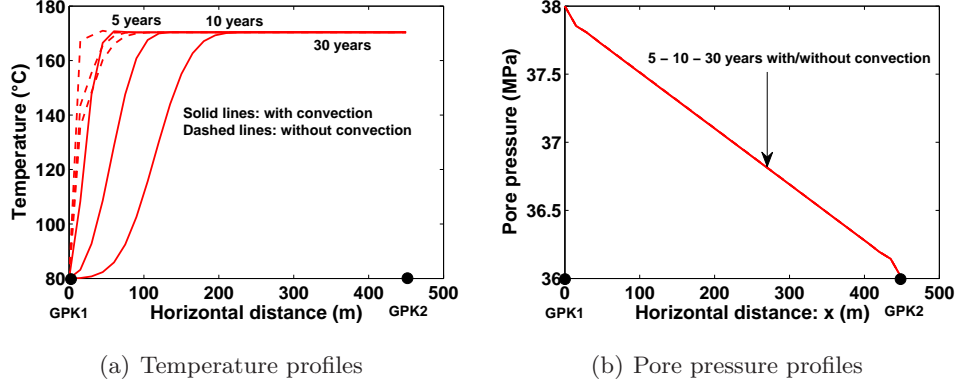 5 years
10 years
30 years
Solid lines: with convection
Dashed lines: without convection
Temperature (°C)
180
160
140
120
100
80
0
100
200
300
400
500
GPK1
Horizontal distance (m)
GPK2
(a) Temperature profiles
5 – 10 – 30 years with/without convection
Pore pressure (MPa)
38
37.5
37
36.5
36
0
100
200
300
400
500
GPK1
Horizontal distance: x (m)
GPK2
(b) Pore pressure profiles